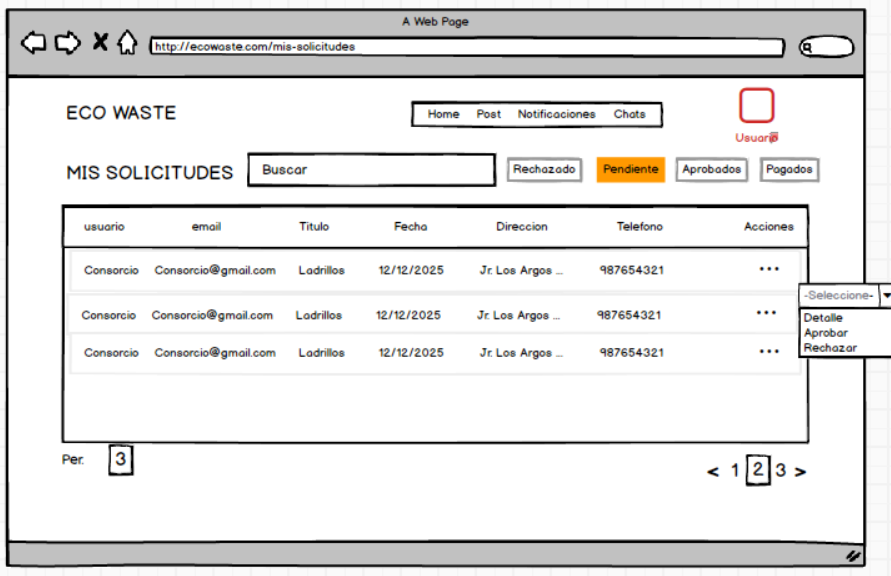 A Web Page
http://ecowaste.com/mis-solicitudes
ECO WASTE
Home Post Notificaciones Chats
Usuario
MIS SOLICITUDES Buscar Rechazado Pendiente Aprobados Pagados
usuario email Titulo Fecha Direccion Telefono Acciones
Consorcio Consorcio@gmail.com Ladrillos 12/12/2025 Jr. Los Argos ... 987654321 ...
-Seleccione-
Consorcio Consorcio@gmail.com Ladrillos 12/12/2025 Jr. Los Argos ... 987654321 ...
Detalle
Aprobar
Rechazar
Consorcio Consorcio@gmail.com Ladrillos 12/12/2025 Jr. Los Argos ... 987654321 ...
Per. 3
< 1 2 3 >